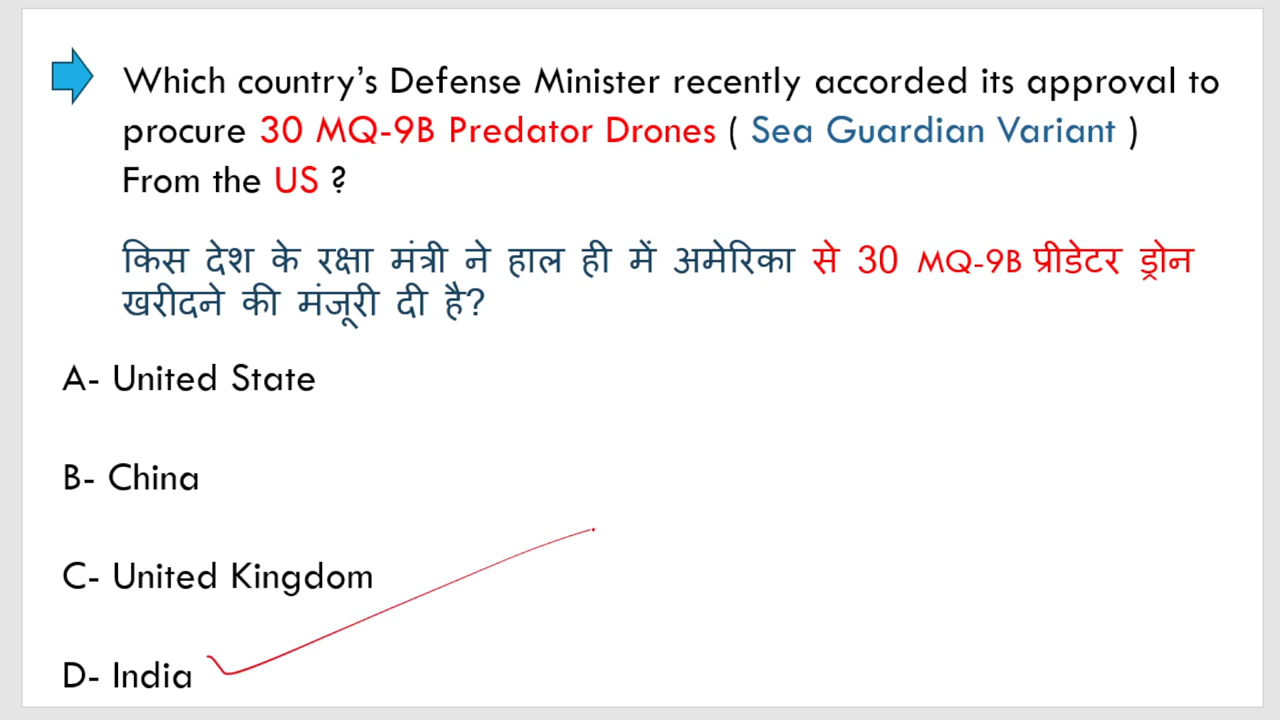 Which country's Defense Minister recently accorded its approval to
procure 30 MQ-9B Predator Drones ( Sea Guardian Variant )
From the US ?
किस देश के रक्षा मंत्री ने हाल ही में अमेरिका से 30 MQ-9B प्रीडेटर ड्रोन
खरीदने की मंजूरी दी है?
A- United State
B- China
C- United Kingdom
D- India